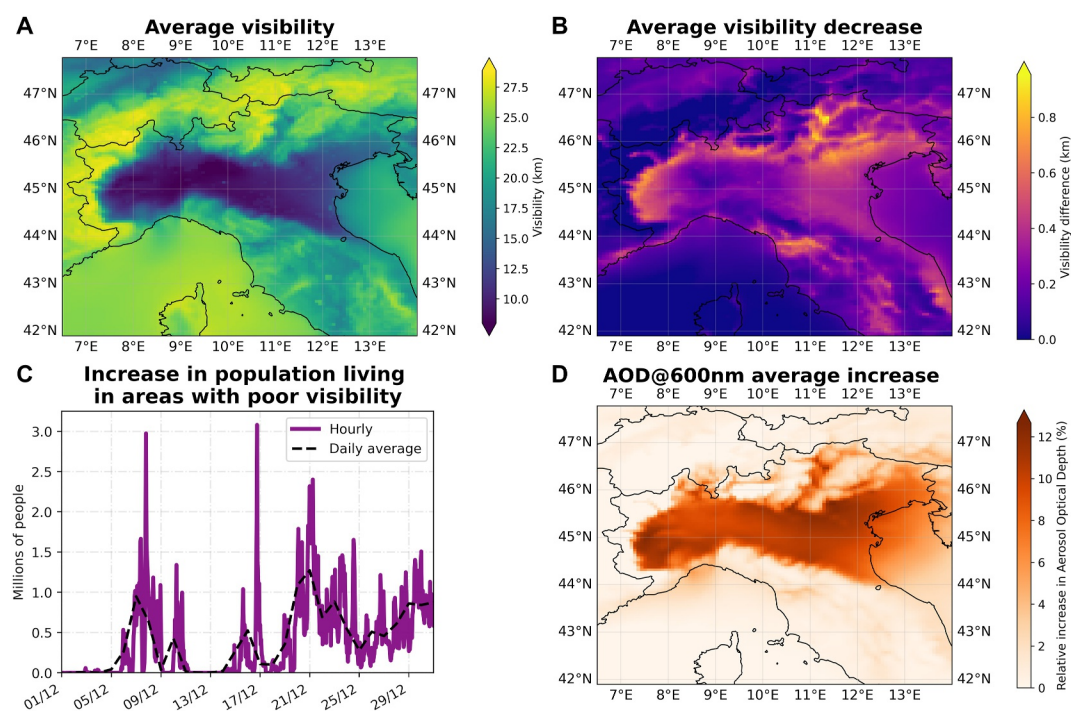 A
Average visibility
7°E 8°E 9°E 10°E 11°E 12°E 13°E
47°N
46°N
45°N
44°N
43°N
42°N
47°N
46°N
45°N
44°N
43°N
42°N
7°E 8°E 9°E 10°E 11°E 12°E 13°E
27.5
25.0
22.5
20.0
17.5
15.0
12.5
10.0
Visibility (km)
B
Average visibility decrease
7°E 8°E 9°E 10°E 11°E 12°E 13°E
47°N
46°N
45°N
44°N
43°N
42°N
47°N
46°N
45°N
44°N
43°N
42°N
7°E 8°E 9°E 10°E 11°E 12°E 13°E
0.8
0.6
0.4
0.2
0.0
Visibility difference (km)
C
Increase in population living
in areas with poor visibility
Millions of people
3.0
2.5
2.0
1.5
1.0
0.5
0.0
Hourly
Daily average
01/12 05/12 09/12 13/12 17/12 21/12 25/12 29/12
D
AOD@600nm average increase
7°E 8°E 9°E 10°E 11°E 12°E 13°E
47°N
46°N
45°N
44°N
43°N
42°N
47°N
46°N
45°N
44°N
43°N
42°N
7°E 8°E 9°E 10°E 11°E 12°E 13°E
12
10
8
6
4
2
0
Relative increase in Aerosol Optical Depth (%)